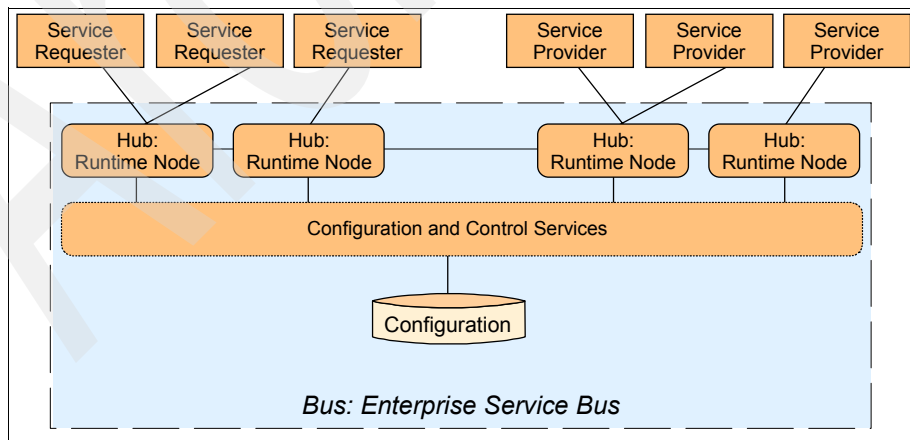 Service
Requester
Service
Requester
Service
Requester
Service
Provider
Service
Provider
Service
Provider
Hub:
Runtime Node
Hub:
Runtime Node
Hub:
Runtime Node
Hub:
Runtime Node
Configuration and Control Services
Configuration
Bus: Enterprise Service Bus